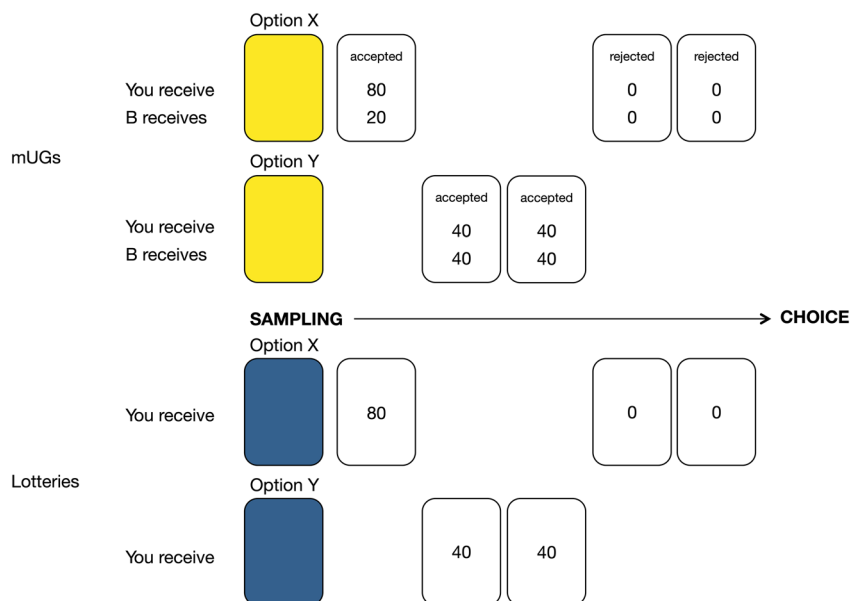 Option X
accepted rejected rejected
You receive 80 0 0
B receives 20 0 0
mUGs
Option Y
accepted accepted
You receive 40 40
B receives 40 40
SAMPLING CHOICE
Option X
You receive 80 0 0
Lotteries
Option Y
You receive 40 40